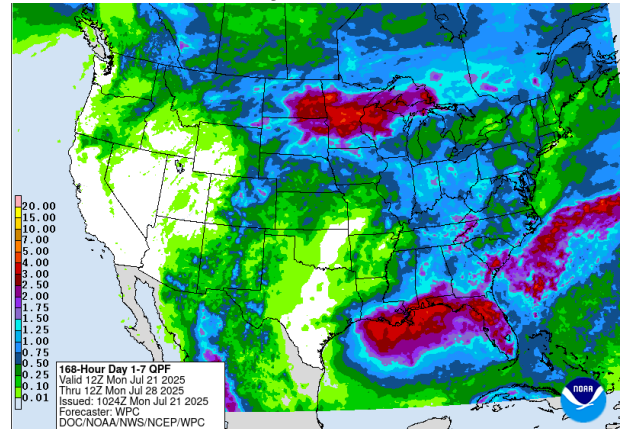 20.00
15.00
10.00
7.00
5.00
4.00
3.00
2.50
2.00
1.75
1.50
1.25
1.00
0.75
0.50
0.25
0.10
0.01
168-Hour Day 1-7 QPF
Valid 12Z Mon Jul 21 2025
Thru 12Z Mon Jul 28 2025
Issued: 1024Z Mon Jul 21 2025
Forecaster: WPC
DOC/NOAA/NWS/NCEP/WPC
NOAA